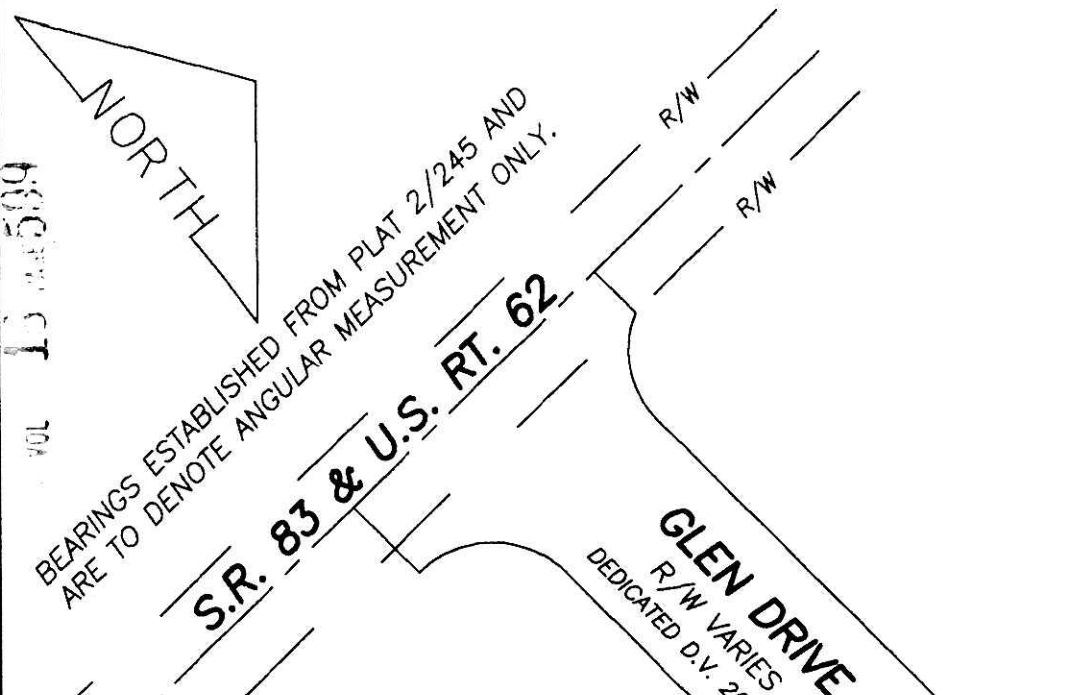 NORTH
VOL 15
BEARINGS ESTABLISHED FROM PLAT 2/245 AND
ARE TO DENOTE ANGULAR MEASUREMENT ONLY.
R/W
R/W
S.R. 83 & U.S. RT. 62
GLEN DRIVE
R/W VARIES
DEDICATED D.V.